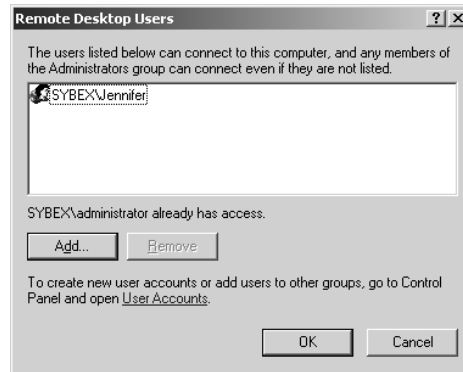 Remote Desktop Users
The users listed below can connect to this computer, and any members of
the Administrators group can connect even if they are not listed.
SYBEX\Jennifer
SYBEX\administrator already has access.
Add...
Remove
To create new user accounts or add users to other groups, go to Control
Panel and open User Accounts.
OK
Cancel